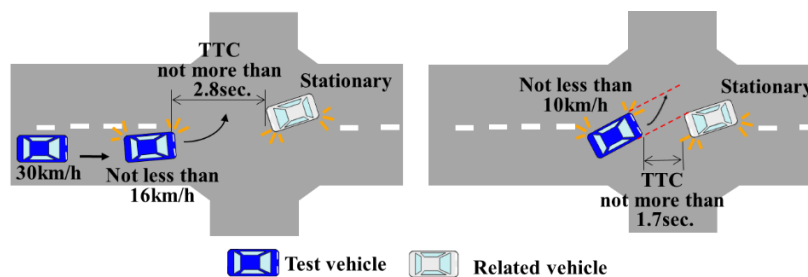 TTC
not more than
2.8sec.
Stationary
30km/h
Not less than
16km/h
Not less than
10km/h
Stationary
TTC
not more than
1.7sec.
Test vehicle
Related vehicle